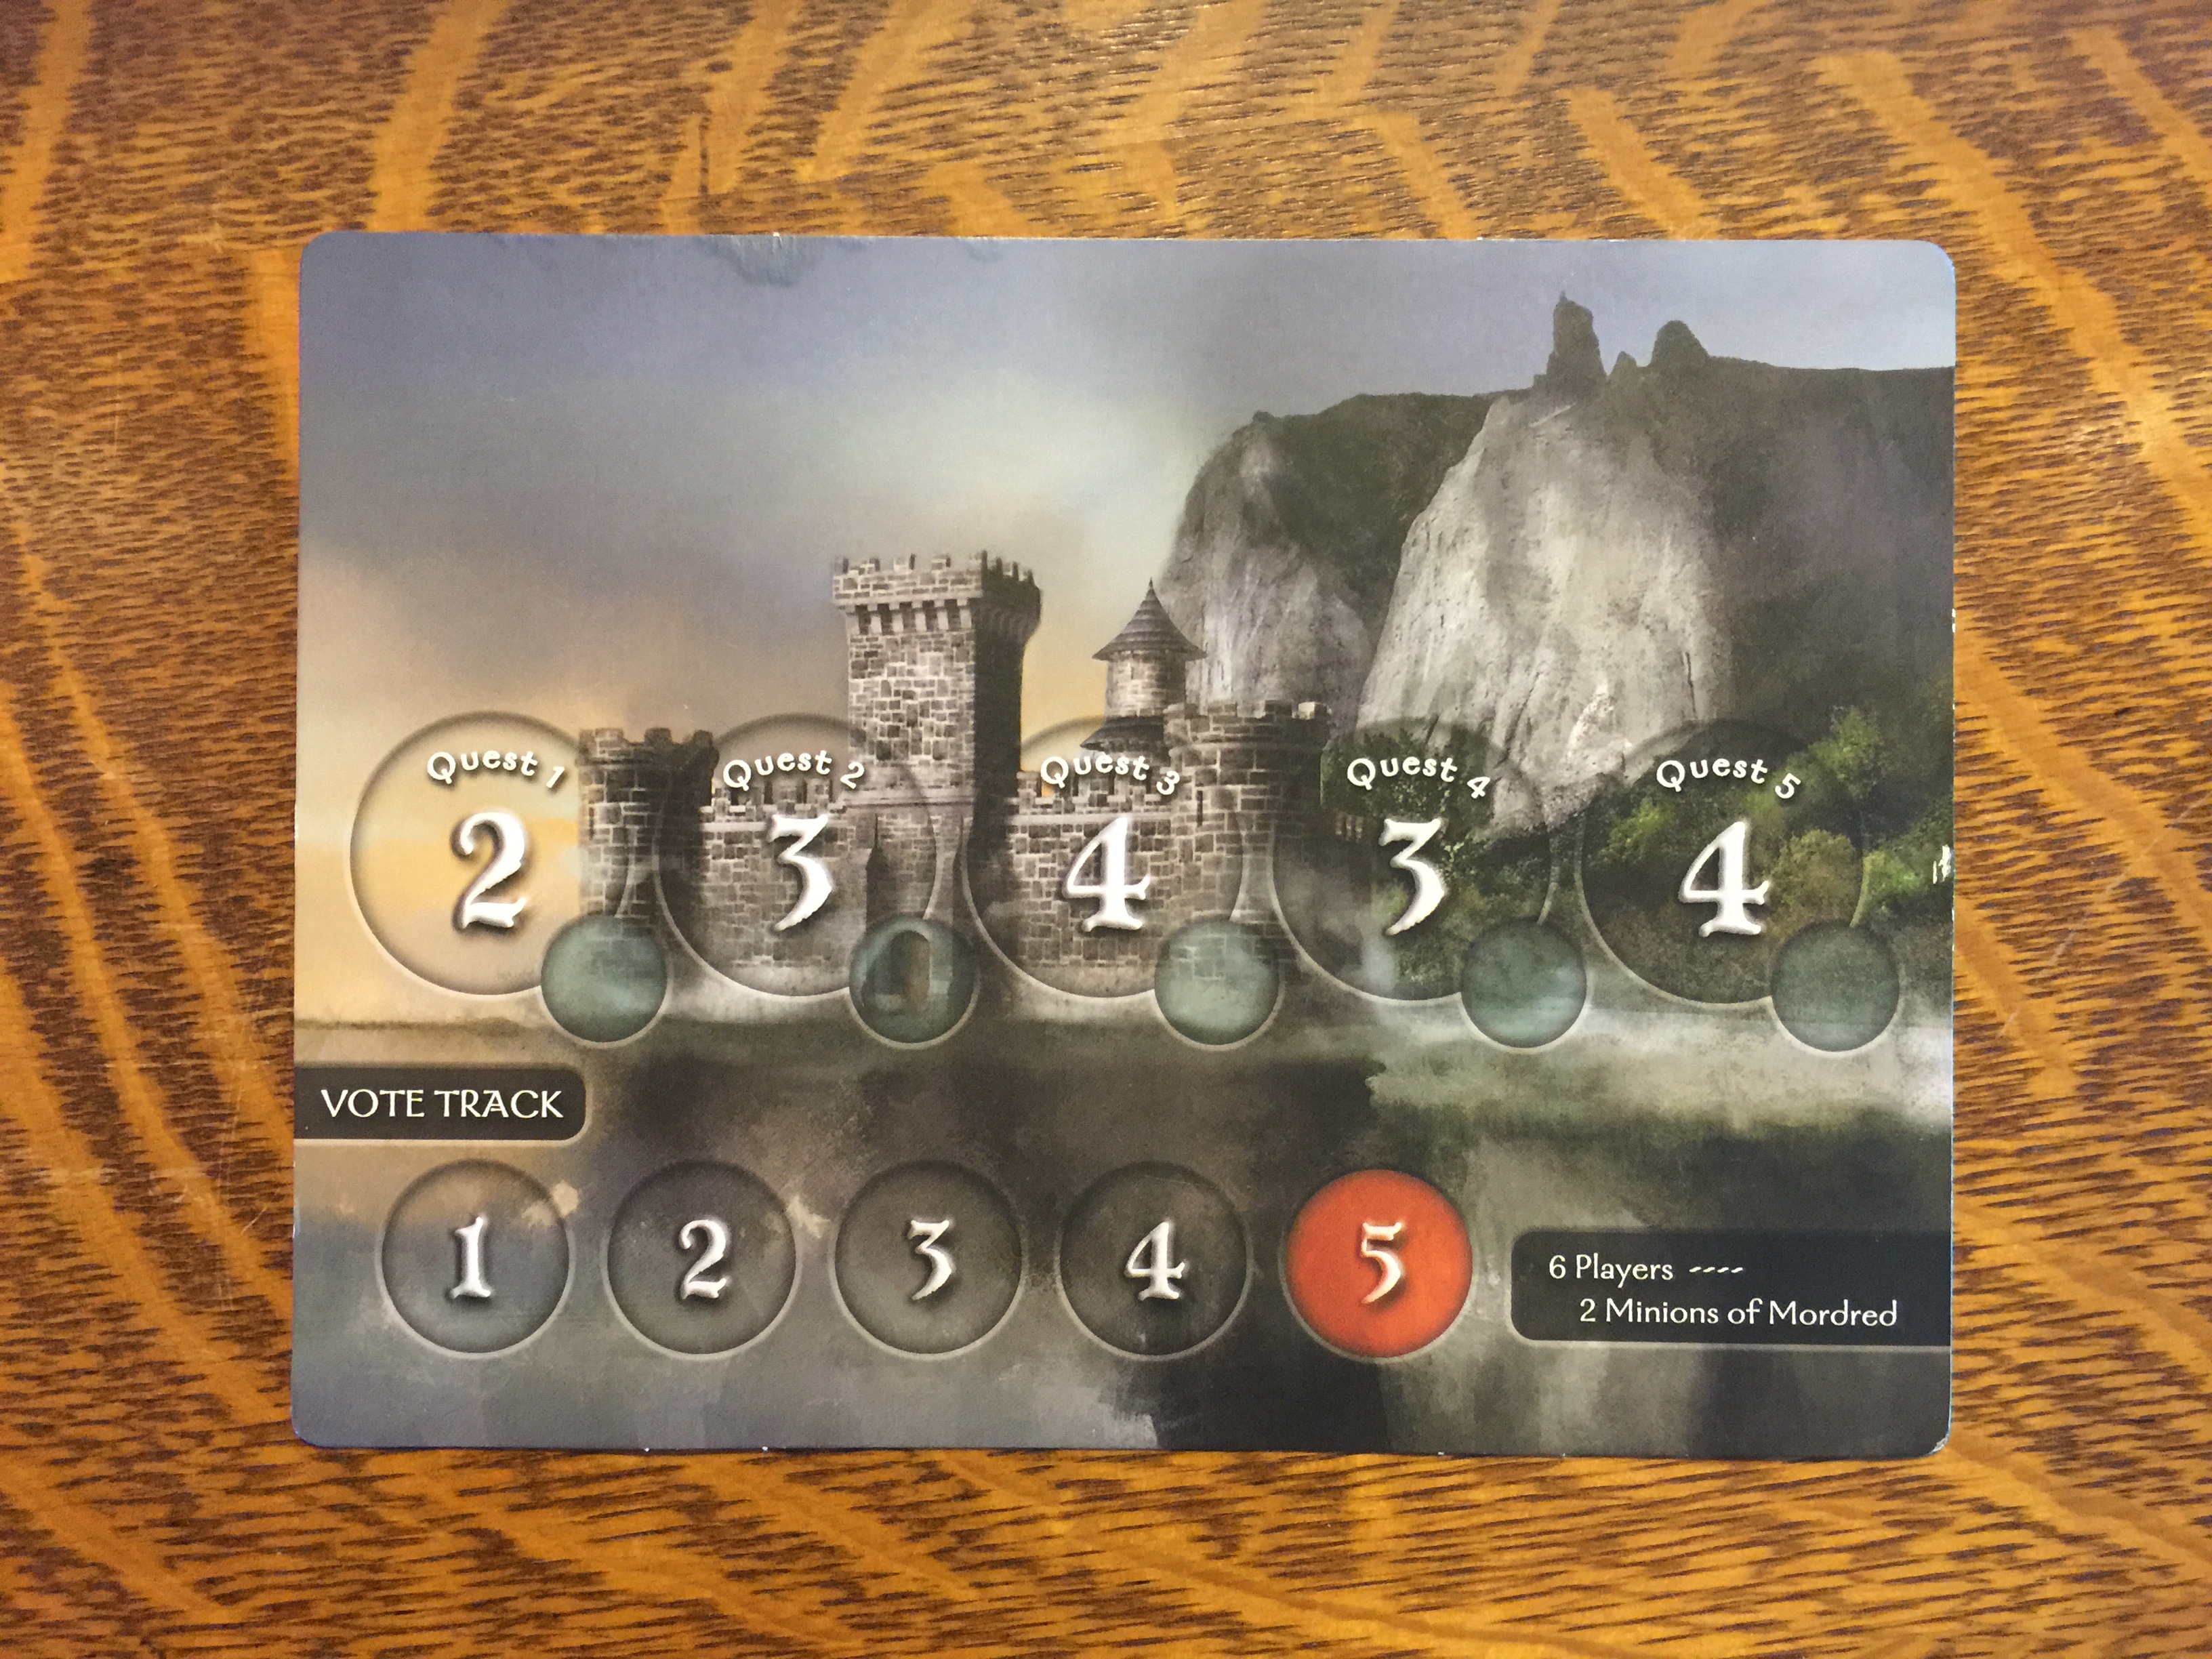 Quest 1 Quest 2 Quest 3 Quest 4 Quest 5
2 3 4 3 4
VOTE TRACK
1 2 3 4 5
6 Players ----
2 Minions of Mordred